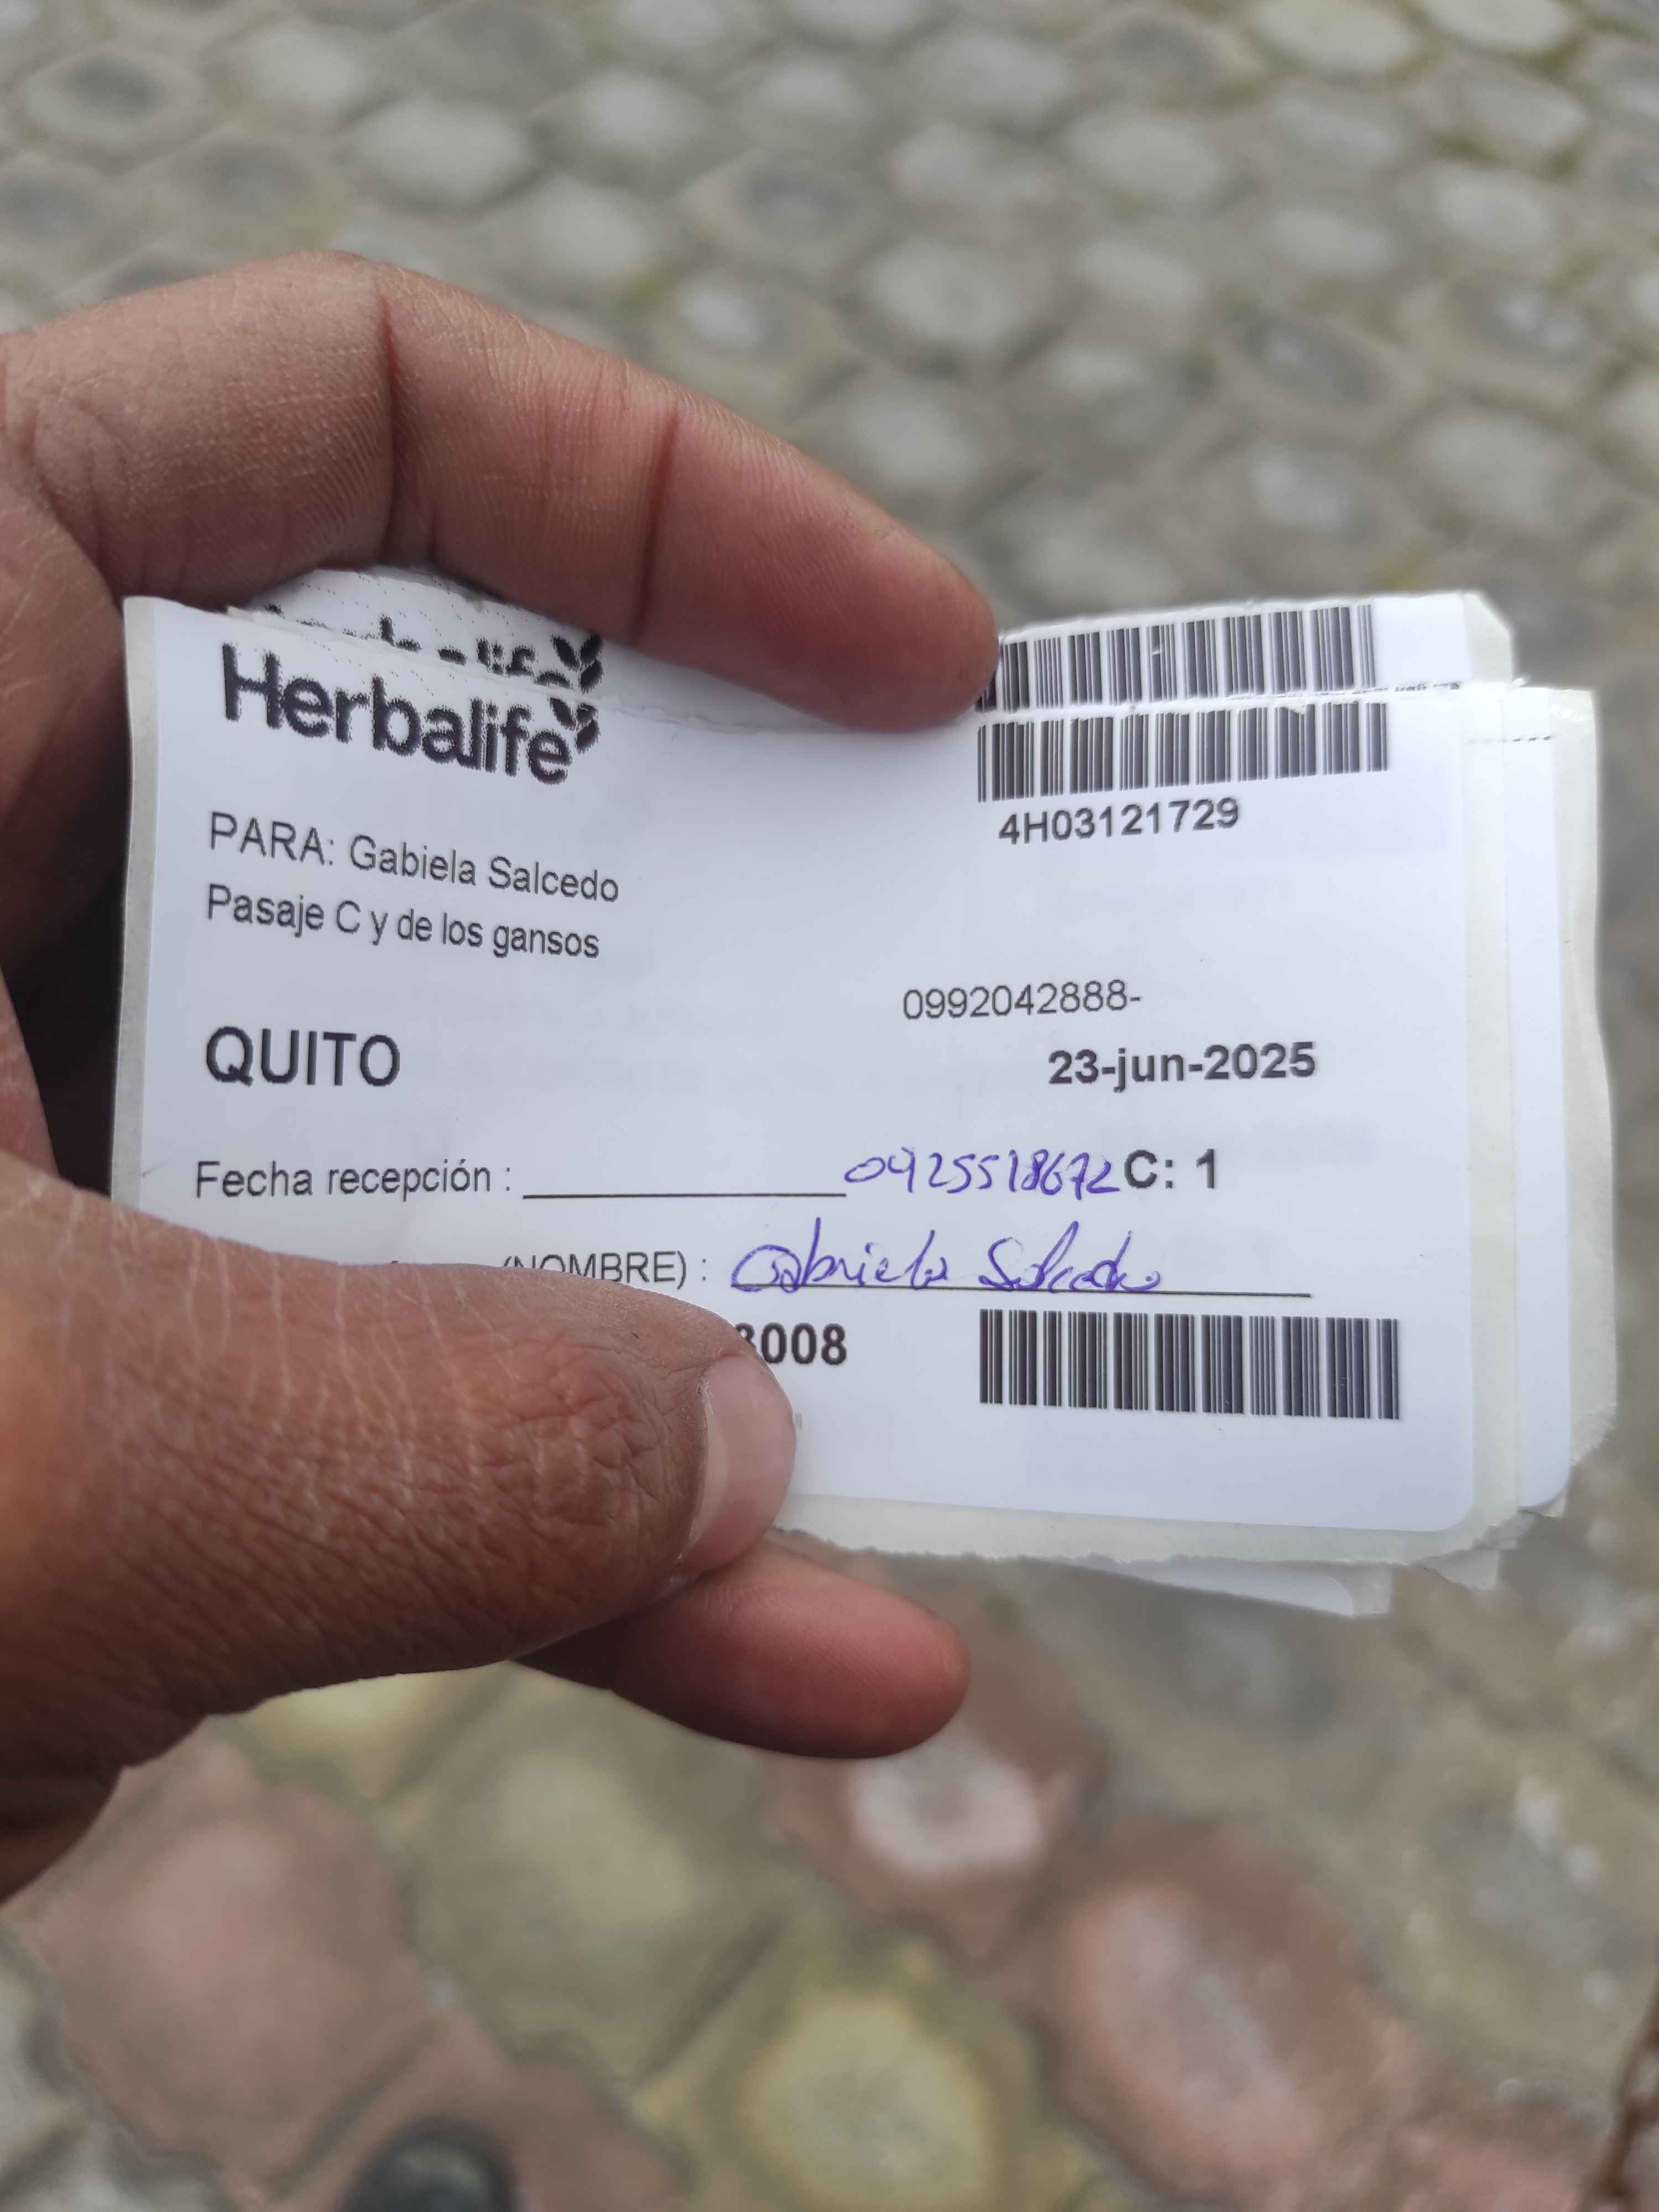 Herbalife
4H03121729
PARA: Gabiela Salcedo
Pasaje C y de los gansos
0992042888-
QUITO
23-jun-2025
Fecha recepción : 0925518672 C: 1
(NOMBRE) : Gabriela Salcedo
008